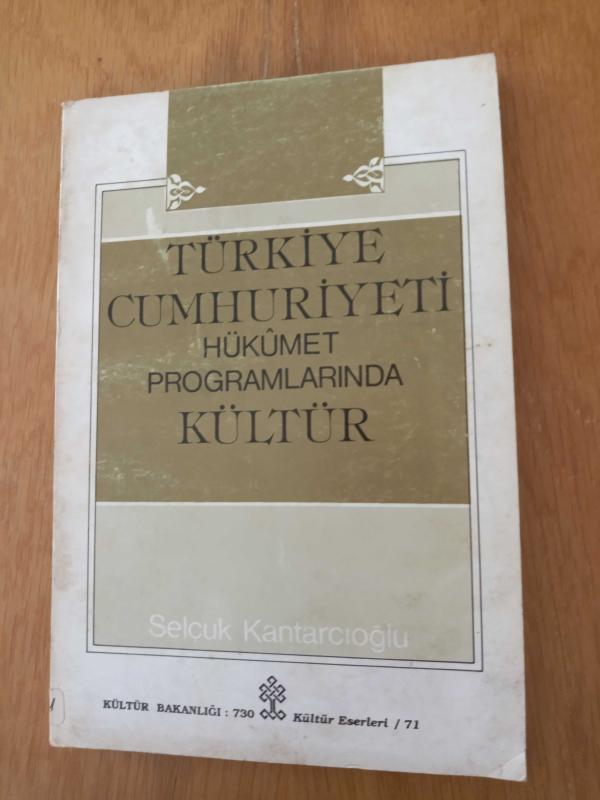 TÜRKİYE
CUMHURİYETİ
HÜKÛMET
PROGRAMLARINDA
KÜLTÜR
Selçuk Kantarcıoğlu
KÜLTÜR BAKANLIĞI : 730 Kültür Eserleri / 71